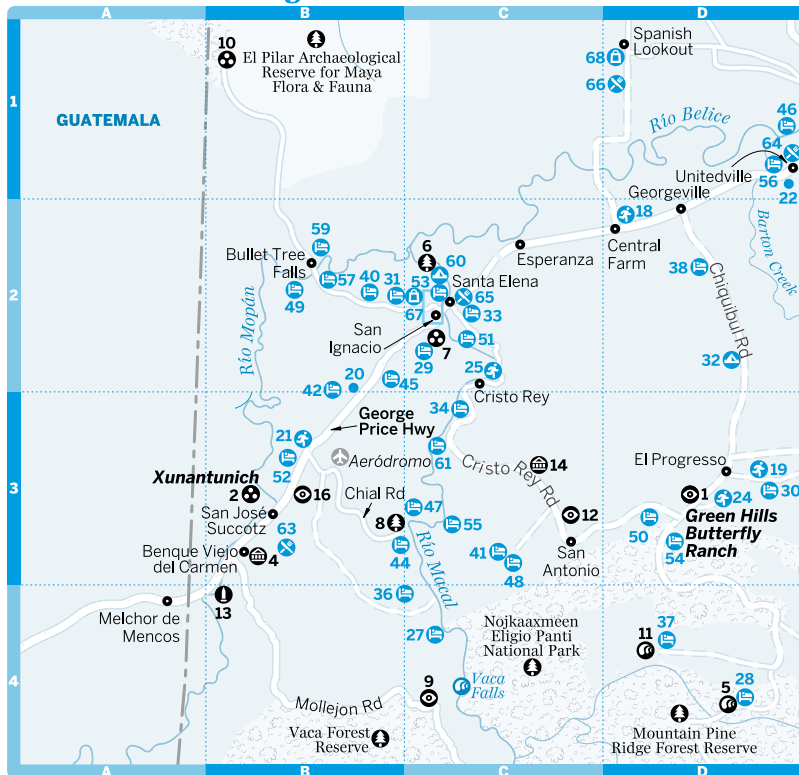 A
B
C
D
10
El Pilar Archaeological
Reserve for Maya
Flora & Fauna
Spanish
Lookout
68
66
1
GUATEMALA
Río Belice
46
64
Unitedville
56
22
Georgeville
18
Barton Creek
59
6
60
Esperanza
Central
Farm
Bullet Tree
Falls
57
40
31
53
Santa Elena
38
Chiquibul Rd
2
49
67
65
33
San
Ignacio
7
51
Río Mopán
29
25
32
20
42
45
Cristo Rey
34
George
Price Hwy
21
52
Aeródromo
61
Cristo Rey Rd
14
El Progresso
19
Xunantunich
3
2
16
Chial Rd
47
1
24
30
San José
Succotz
8
55
12
50
Green Hills
Butterfly
Ranch
63
Benque Viejo
del Carmen
4
44
Río Macal
41
48
San
Antonio
54
13
36
Melchor de
Mencos
27
Nojkaaxmeen
Eligio Panti
National Park
37
11
4
9
Vaca
Falls
28
5
Mollejon Rd
Vaca Forest
Reserve
Mountain Pine
Ridge Forest Reserve
A
B
C
D